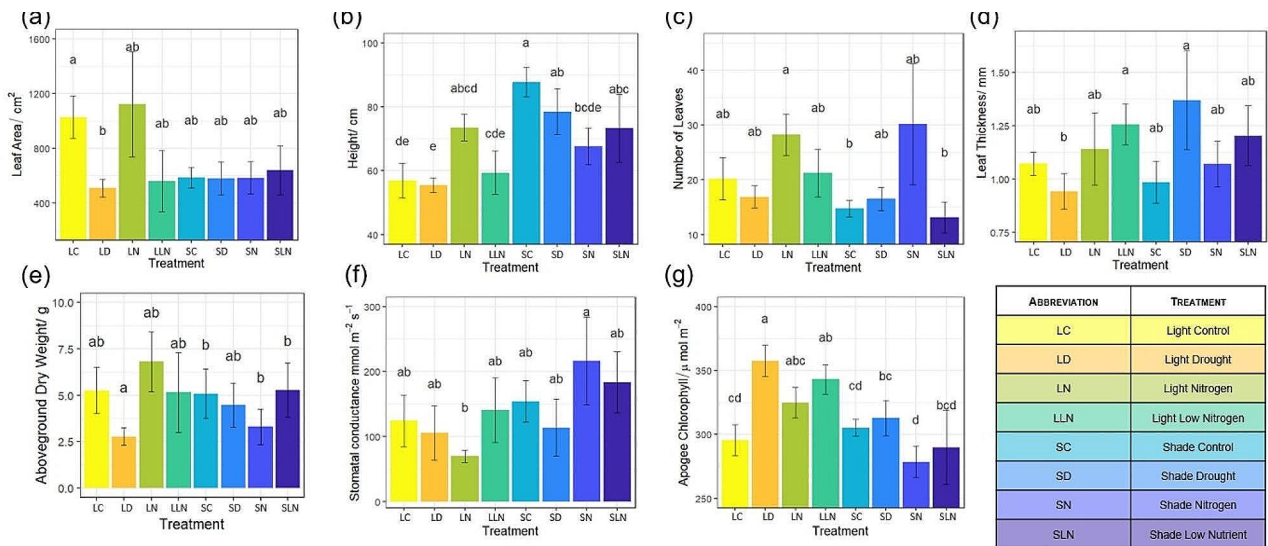 (a)
1600
1200
800
400
Leaf Area/ cm²
a b ab ab ab ab ab ab
LC LD LN LLN SC SD SN SLN
Treatment
(b)
100
80
60
40
Height/ cm
de e abcd cde a ab bcde abc
LC LD LN LLN SC SD SN SLN
Treatment
(c)
40
30
20
10
Number of Leaves
ab ab a ab b ab ab b
LC LD LN LLN SC SD SN SLN
Treatment
(d)
1.50
1.25
1.00
0.75
Leaf Thickness/ mm
ab b ab a ab a ab ab
LC LD LN LLN SC SD SN SLN
Treatment
(e)
10.0
7.5
5.0
2.5
0.0
Aboveground Dry Weight/ g
ab a ab ab b ab b b
LC LD LN LLN SC SD SN SLN
Treatment
(f)
300
200
100
0
Stomatal conductance mmol m⁻² s⁻¹
ab ab b ab ab ab a ab
LC LD LN LLN SC SD SN SLN
Treatment
(g)
400
350
300
250
Apogee Chlorophyll/ μ mol m⁻²
cd a abc ab cd bc d bcd
LC LD LN LLN SC SD SN SLN
Treatment
ABBREVIATION TREATMENT
LC Light Control
LD Light Drought
LN Light Nitrogen
LLN Light Low Nitrogen
SC Shade Control
SD Shade Drought
SN Shade Nitrogen
SLN Shade Low Nutrient